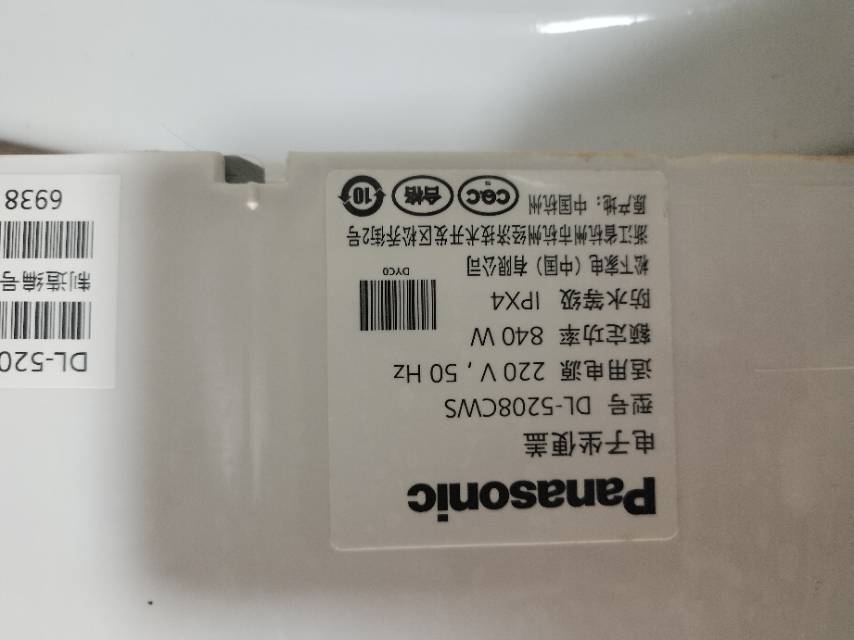 Panasonic
电子坐便盖
型号 DL-5208CWS
适用电源 220 V , 50 Hz
额定功率 840 W
防水等级 IPX4
松下家电（中国）有限公司
浙江省杭州市杭州经济技术开发区松乔街2号
原产地：中国杭州
CQC 合格 10
DYC0
DL-520
制造编号
6938